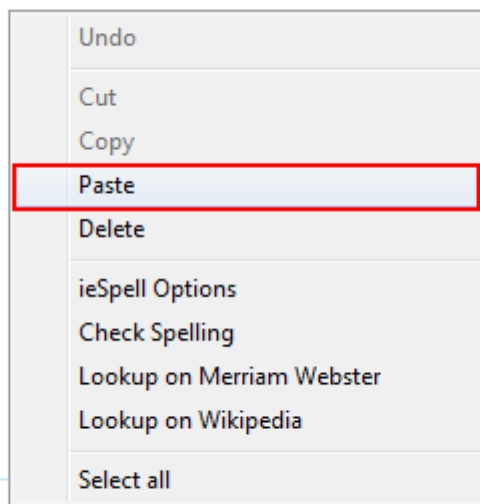 Undo
Cut
Copy
Paste
Delete
ieSpell Options
Check Spelling
Lookup on Merriam Webster
Lookup on Wikipedia
Select all